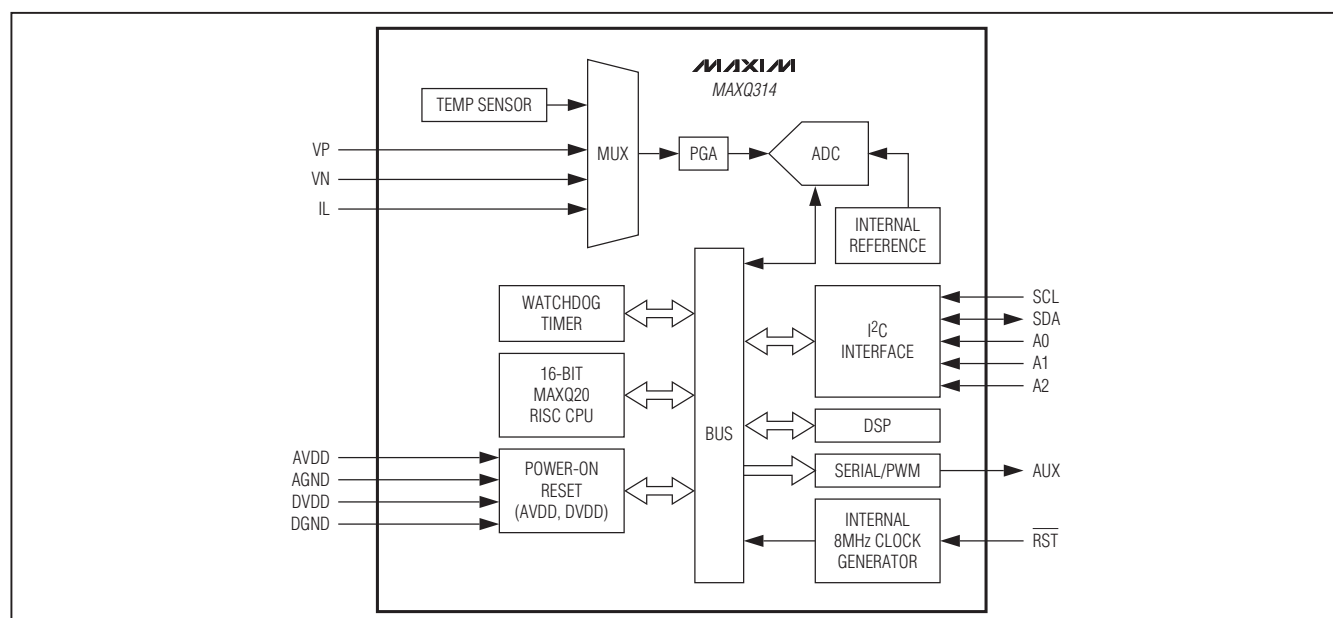 MAXIM
MAXQ314
TEMP SENSOR
VP
VN
IL
MUX
PGA
ADC
INTERNAL
REFERENCE
WATCHDOG
TIMER
16-BIT
MAXQ20
RISC CPU
AVDD
AGND
DVDD
DGND
POWER-ON
RESET
(AVDD, DVDD)
BUS
I²C
INTERFACE
SCL
SDA
A0
A1
A2
DSP
SERIAL/PWM
AUX
INTERNAL
8MHz CLOCK
GENERATOR
R̅S̅T̅